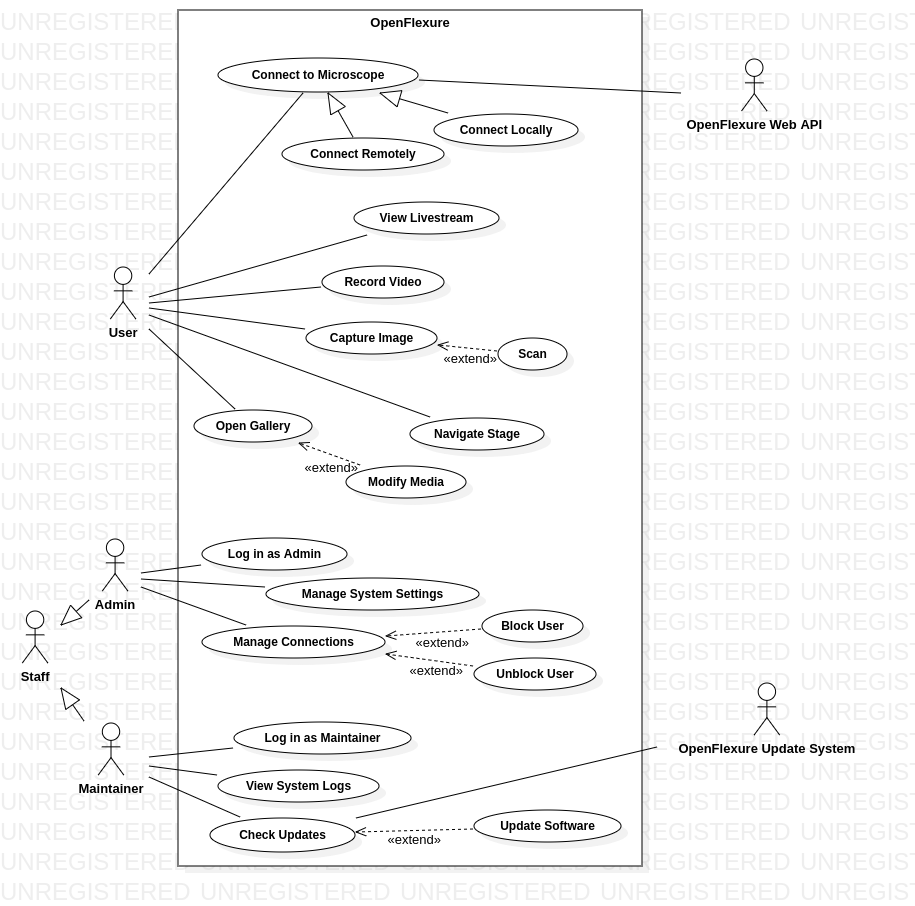 OpenFlexure
Connect to Microscope
OpenFlexure Web API
Connect Locally
Connect Remotely
View Livestream
Record Video
User
Capture Image
«extend»
Scan
Open Gallery
Navigate Stage
«extend»
Modify Media
Log in as Admin
Manage System Settings
Admin
Block User
Manage Connections
«extend»
«extend»
Unblock User
Staff
Log in as Maintainer
OpenFlexure Update System
View System Logs
Maintainer
Update Software
Check Updates
«extend»
UNREGISTERED UNREGISTERED UNREGISTERED UNREGISTERED